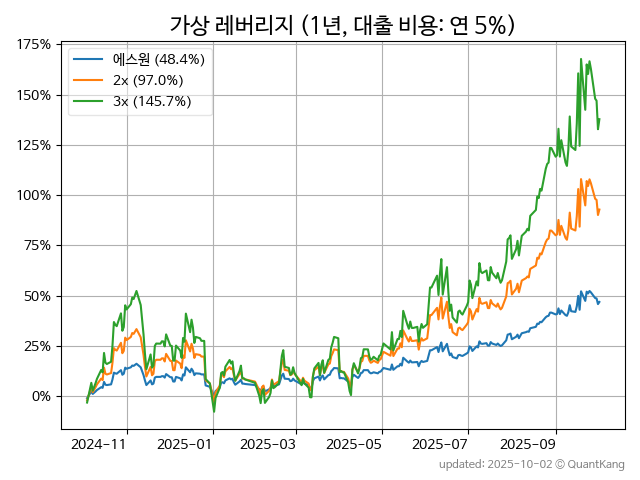 가상 레버리지 (1년, 대출 비용: 연 5%)
175%
150%
125%
100%
75%
50%
25%
0%
에스원 (48.4%)
2x (97.0%)
3x (145.7%)
2024-11
2025-01
2025-03
2025-05
2025-07
2025-09
updated: 2025-10-02 © QuantKang